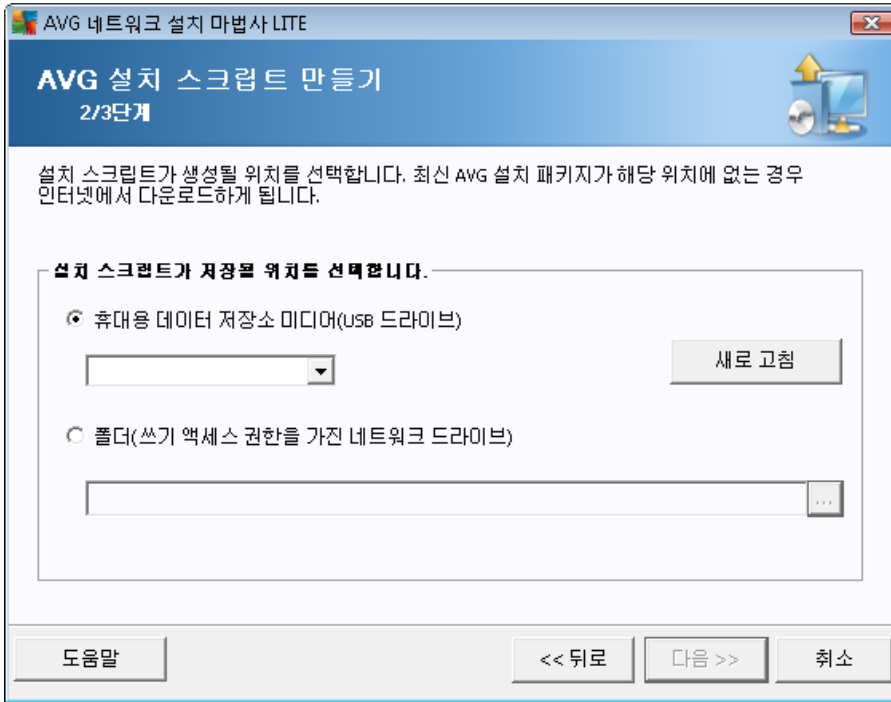 AVG 네트워크 설치 마법사 LITE
AVG 설치 스크립트 만들기
2/3단계
설치 스크립트가 생성될 위치를 선택합니다. 최신 AVG 설치 패키지가 해당 위치에 없는 경우
인터넷에서 다운로드하게 됩니다.
설치 스크립트가 저장될 위치를 선택합니다.
휴대용 데이터 저장소 미디어(USB 드라이브)
새로 고침
폴더(쓰기 액세스 권한을 가진 네트워크 드라이브)
...
도움말
<< 뒤로
다음 >>
취소